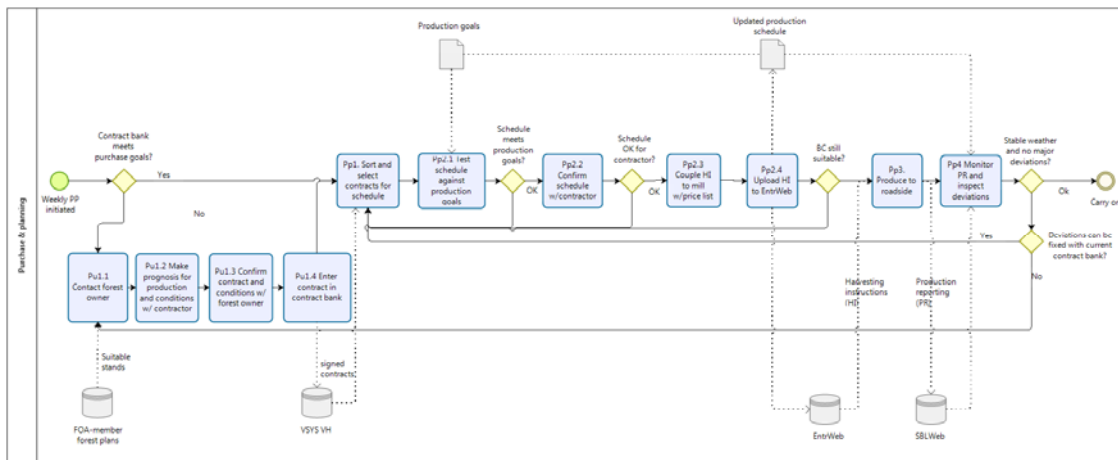 Production goals
Updated production
schedule
Contract bank
meets
purchase goals?
Schedule
meets
production
goals?
Schedule
OK for
contractor?
BC still
suitable?
Stable weather
and no major
deviations?
Yes
Pp1. Sort and
select
contracts for
schedule
Pp2.1 Test
schedule
against
production
goals
OK
Pp2.2
Confirm
schedule
w/contractor
OK
Pp2.3
Couple HI
to mill
w/price list
Pp2.4
Upload HI
to EntrWeb
Pp3.
Produce to
roadside
Pp4 Monitor
PR and
inspect
deviations
Ok
Weekly PP
initiated
Carry on
No
Purchase & planning
Yes
Deviations can be
fixed with current
contract bank?
No
Pu1.1
Contact forest
owner
Pu1.2 Make
prognosis for
production
and conditions
w/ contractor
Pu1.3 Confirm
contract and
conditions w/
forest owner
Pu1.4 Enter
contract in
contract bank
Harvesting
instructions
(HI)
Production
reporting
(PR)
Suitable
stands
signed
contracts
FOA-member
forest plans
VSYS VH
EntrWeb
SBLWeb